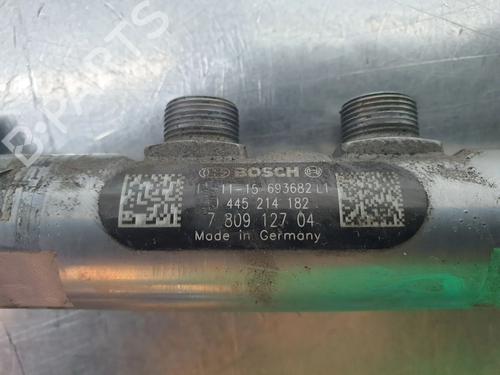 B-PARTS
BOSCH
11-15 693682 L1
445 214 182
7 809 127 04
Made in Germany